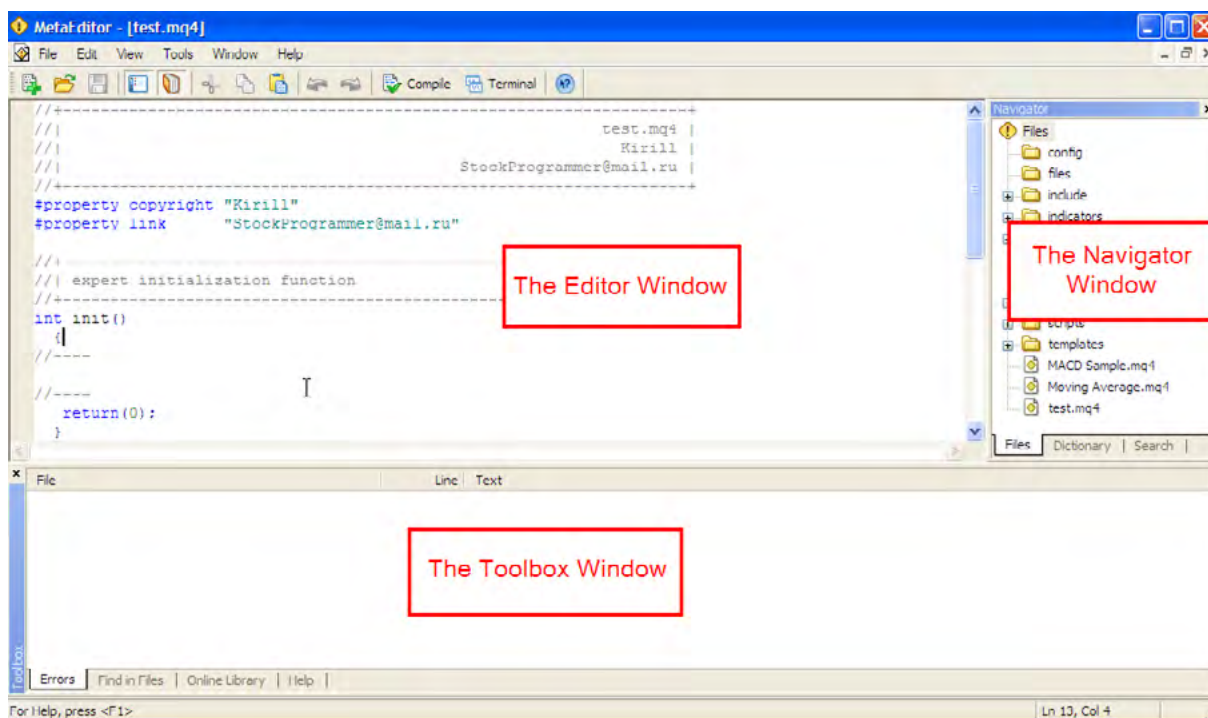 MetaEditor - [test.mq4]
File Edit View Tools Window Help
Compile Terminal
//+------------------------------------------------------------------+
//| test.mq4 |
//| Kirill |
//| StockProgrammer@mail.ru |
//+------------------------------------------------------------------+
#property copyright "Kirill"
#property link "StockProgrammer@mail.ru"
//+
//| expert initialization function
//+--------------------------------------------------
int init()
{
//----
//----
return(0);
}
The Editor Window
Navigator
Files
config
files
include
indicators
The Navigator
Window
scripts
templates
MACD Sample.mq4
Moving Average.mq4
test.mq4
Files Dictionary | Search |
File Line Text
The Toolbox Window
Toolbox
Errors Find in Files | Online Library | Help |
For Help, press <F1> Ln 13, Col 4